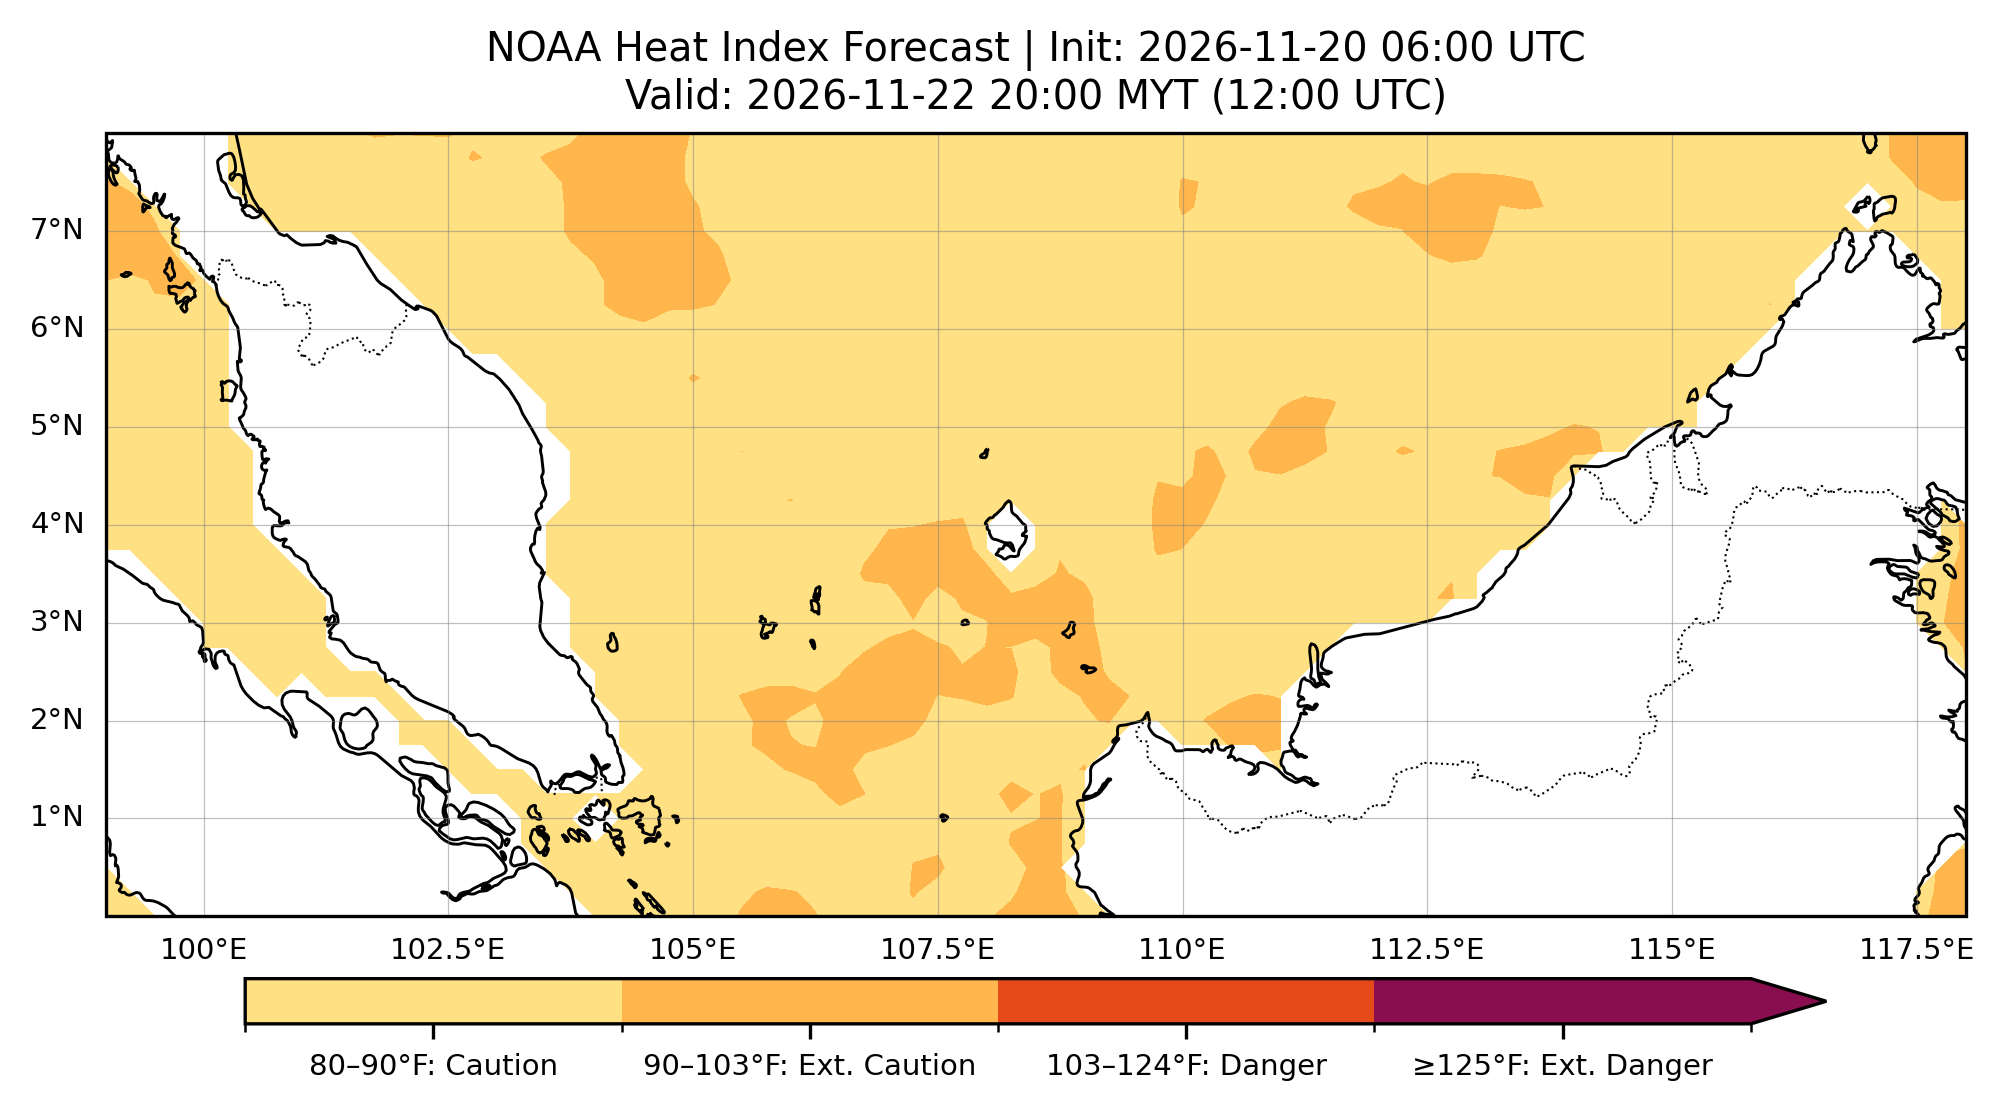 NOAA Heat Index Forecast | Init: 2026-11-20 06:00 UTC
Valid: 2026-11-22 20:00 MYT (12:00 UTC)
7°N
6°N
5°N
4°N
3°N
2°N
1°N
100°E 102.5°E 105°E 107.5°E 110°E 112.5°E 115°E 117.5°E
80–90°F: Caution 90–103°F: Ext. Caution 103–124°F: Danger ≥125°F: Ext. Danger